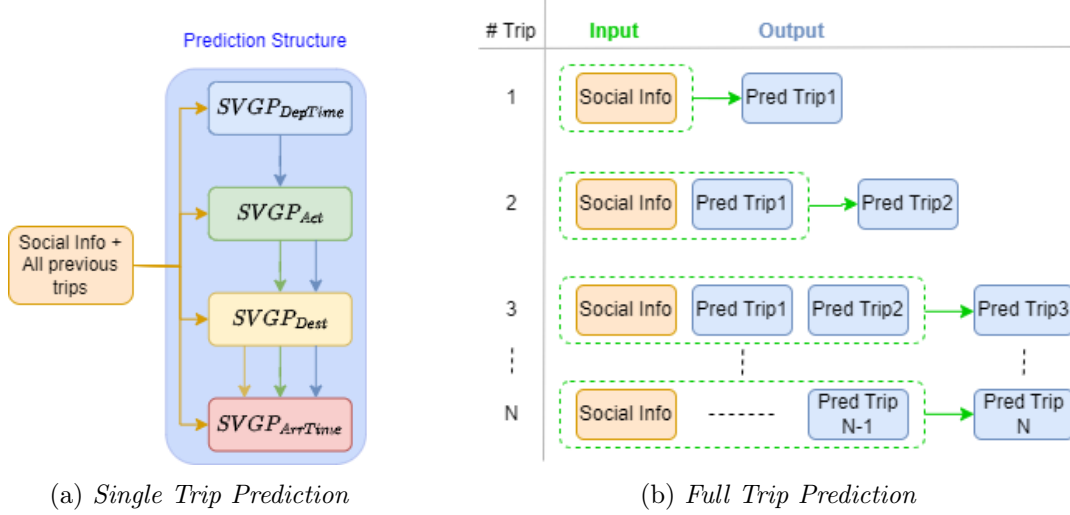 Prediction Structure
SVGP_DepTime
SVGP_Act
Social Info +
All previous
trips
SVGP_Dest
SVGP_ArrTime
(a) Single Trip Prediction
# Trip Input Output
1 Social Info Pred Trip1
2 Social Info Pred Trip1 Pred Trip2
3 Social Info Pred Trip1 Pred Trip2 Pred Trip3
N Social Info Pred Trip
N-1 Pred Trip
N
(b) Full Trip Prediction